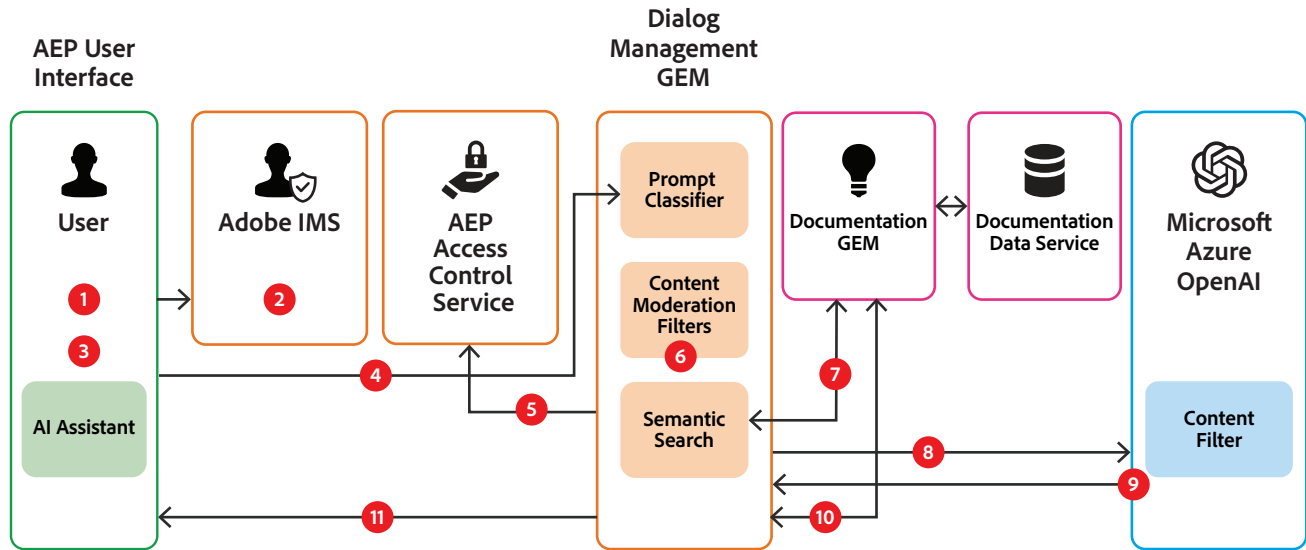 AEP User
Interface
Dialog
Management
GEM
User
1
3
AI Assistant
Adobe IMS
2
AEP
Access
Control
Service
4
5
Prompt
Classifier
Content
Moderation
Filters
6
Semantic
Search
Documentation
GEM
7
Documentation
Data Service
8
9
10
11
Microsoft
Azure
OpenAI
Content
Filter